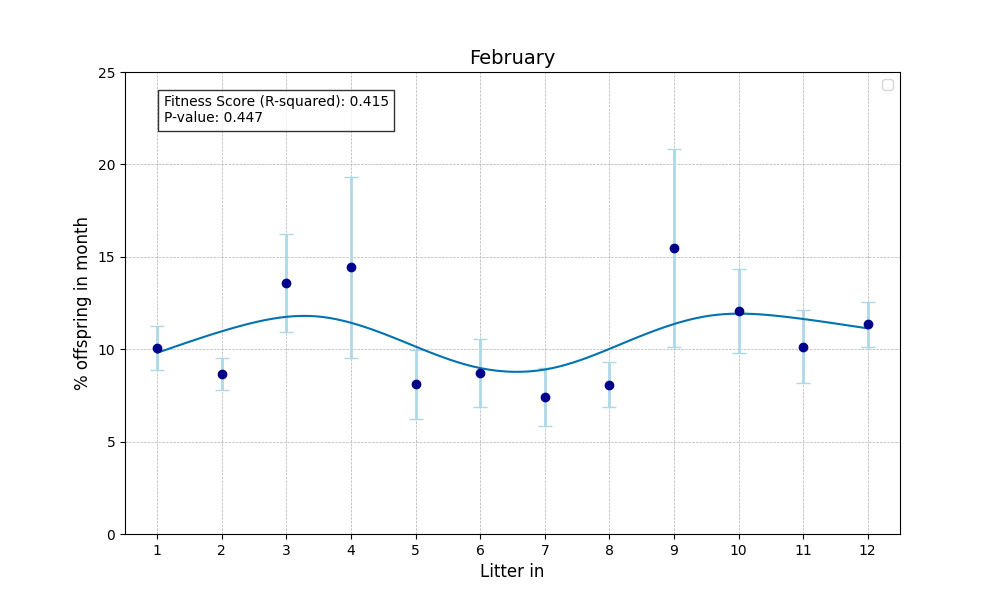 February
Fitness Score (R-squared): 0.415
P-value: 0.447
% offspring in month
25
20
15
10
5
0
1 2 3 4 5 6 7 8 9 10 11 12
Litter in